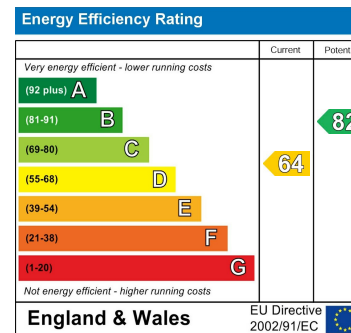 Energy Efficiency Rating
Current Potent
Very energy efficient - lower running costs
(92 plus) A
(81-91) B
82
(69-80) C
64
(55-68) D
(39-54) E
(21-38) F
(1-20) G
Not energy efficient - higher running costs
England & Wales
EU Directive
2002/91/EC